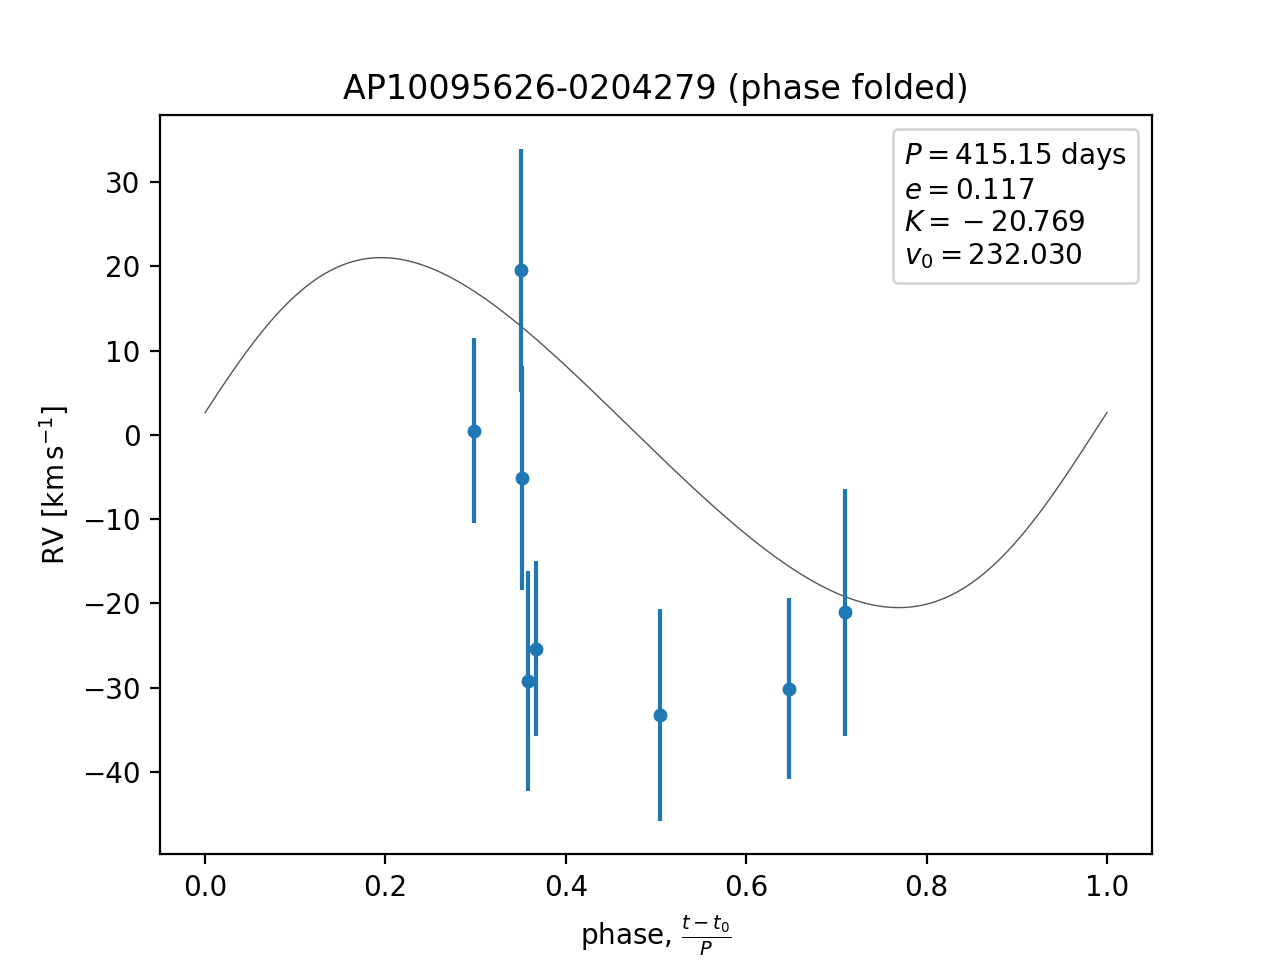 AP10095626-0204279 (phase folded)
P = 415.15 days
e = 0.117
K = −20.769
v₀ = 232.030
RV [km s⁻¹]
30
20
10
0
−10
−20
−30
−40
0.0 0.2 0.4 0.6 0.8 1.0
phase, (t − t₀)/P